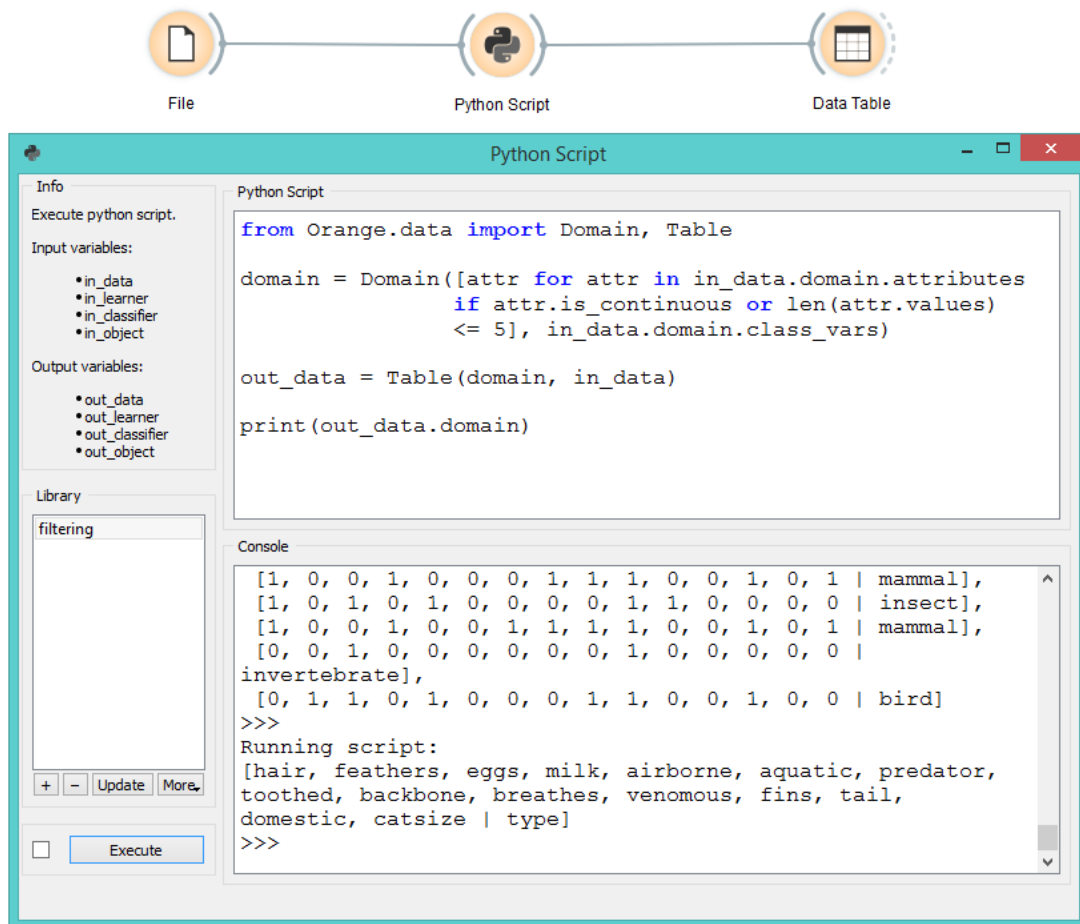 File
Python Script
Data Table
Python Script
Info
Execute python script.
Input variables:
•in_data
•in_learner
•in_classifier
•in_object
Output variables:
•out_data
•out_learner
•out_classifier
•out_object
Library
filtering
+ − Update More
Execute
Python Script
from Orange.data import Domain, Table
domain = Domain([attr for attr in in_data.domain.attributes
if attr.is_continuous or len(attr.values)
<= 5], in_data.domain.class_vars)
out_data = Table(domain, in_data)
print(out_data.domain)
Console
[1, 0, 0, 1, 0, 0, 0, 1, 1, 1, 0, 0, 1, 0, 1 | mammal],
[1, 0, 1, 0, 1, 0, 0, 0, 0, 1, 1, 0, 0, 0, 0 | insect],
[1, 0, 0, 1, 0, 0, 1, 1, 1, 1, 0, 0, 1, 0, 1 | mammal],
[0, 0, 1, 0, 0, 0, 0, 0, 0, 1, 0, 0, 0, 0, 0 |
invertebrate],
[0, 1, 1, 0, 1, 0, 0, 0, 1, 1, 0, 0, 1, 0, 0 | bird]
>>>
Running script:
[hair, feathers, eggs, milk, airborne, aquatic, predator,
toothed, backbone, breathes, venomous, fins, tail,
domestic, catsize | type]
>>>